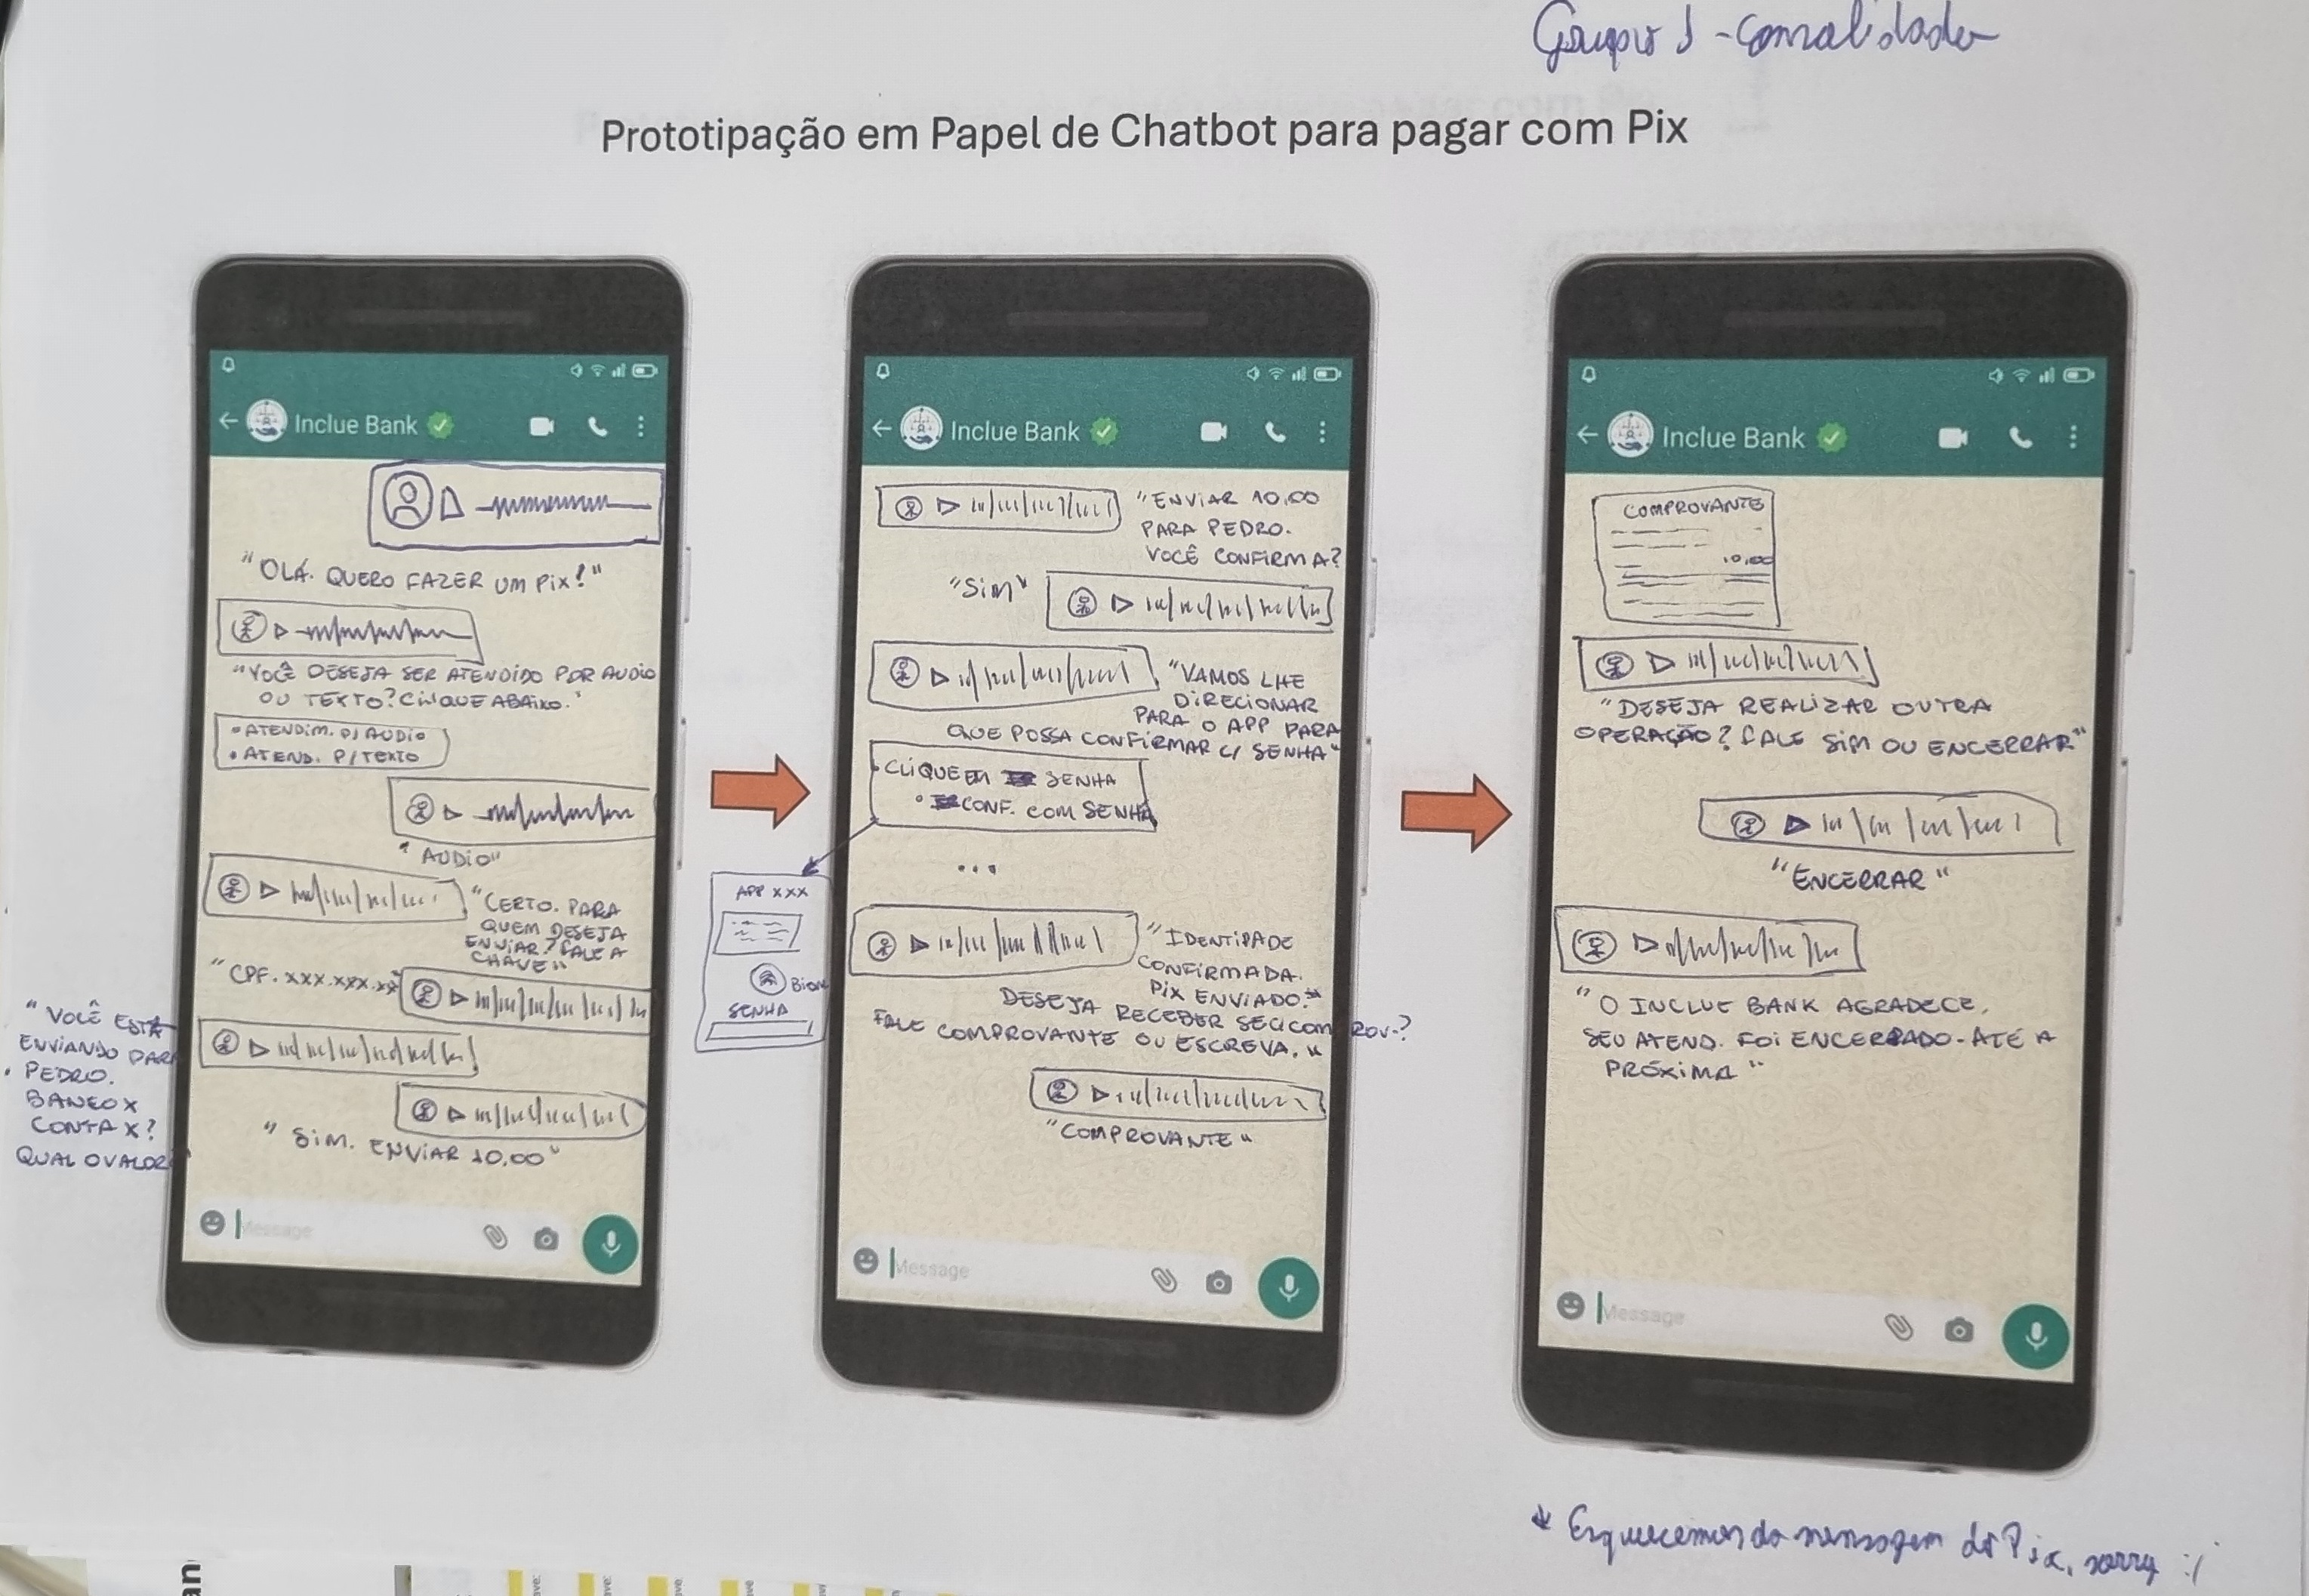 Grupo 1 - consolidador
Prototipação em Papel de Chatbot para pagar com Pix
Inclue Bank
"OLÁ. QUERO FAZER UM PIX!"
"VOCÊ DESEJA SER ATENDIDO POR AUDIO
OU TEXTO? CLIQUE ABAIXO."
• ATENDIM. P/ AUDIO
• ATEND. P/ TEXTO
"AUDIO"
"CERTO. PARA
QUEM DESEJA
ENVIAR? FALE A
CHAVE"
"CPF. XXX.XXX.XX"
"VOCÊ ESTÁ
ENVIANDO PARA
PEDRO.
BANCO X
CONTA X?
QUAL O VALOR
"SIM. ENVIAR 10,00"
Message
Inclue Bank
"ENVIAR 10,00
PARA PEDRO.
VOCÊ CONFIRMA?
"SIM"
"VAMOS LHE
DIRECIONAR
PARA O APP PARA
QUE POSSA CONFIRMAR C/ SENHA"
• CLIQUE EM SENHA
• CONF. COM SENHA
...
APP XXX
SENHA
"IDENTIDADE
CONFIRMADA.
PIX ENVIADO."
DESEJA RECEBER SEU COMPROV.?
FALE COMPROVANTE OU ESCREVA."
"COMPROVANTE"
Message
Inclue Bank
COMPROVANTE
10,00
"DESEJA REALIZAR OUTRA
OPERAÇÃO? FALE SIM OU ENCERRAR"
"ENCERRAR"
"O INCLUE BANK AGRADECE,
SEU ATEND. FOI ENCERRADO - ATÉ A
PRÓXIMA"
Message
* Esquecemos da mensagem do Pix, sorry :/
an